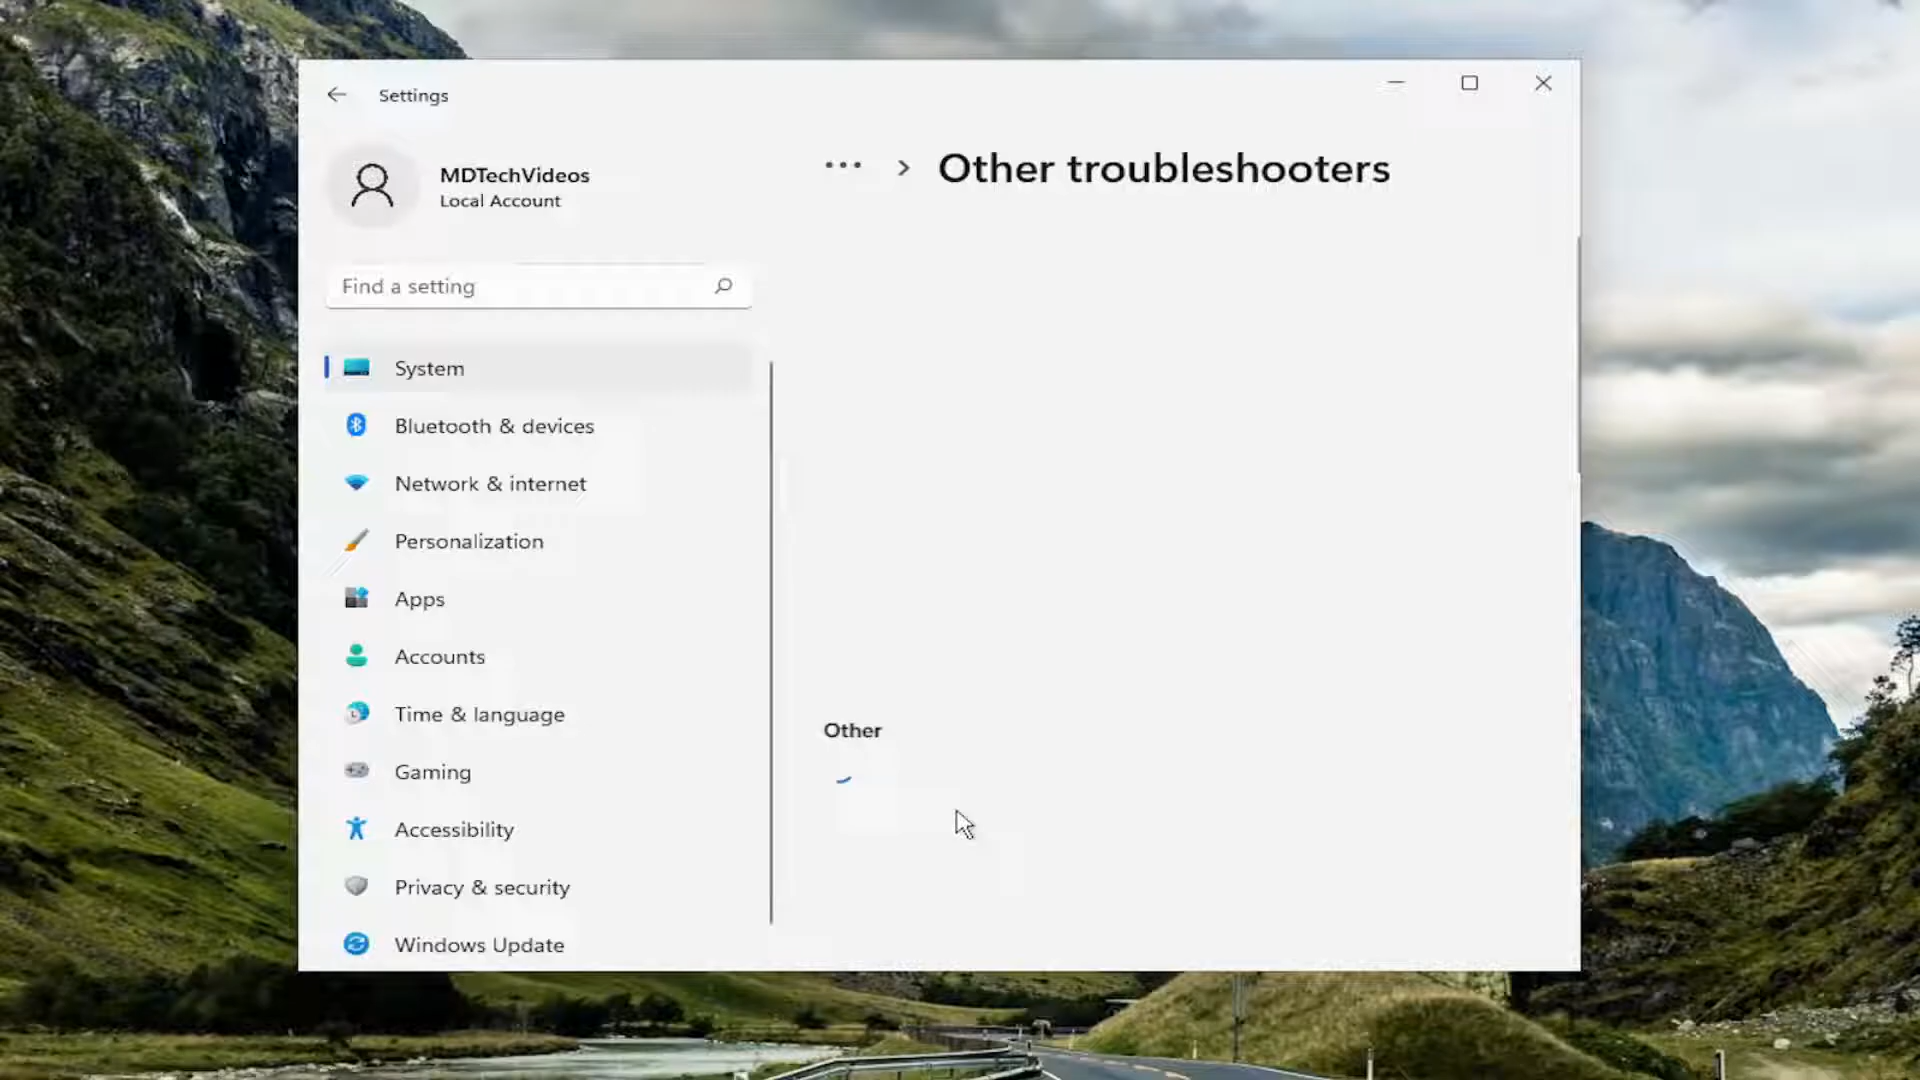 Settings
MDTechVideos
Local Account
Find a setting
System
Bluetooth & devices
Network & internet
Personalization
Apps
Accounts
Time & language
Gaming
Accessibility
Privacy & security
Windows Update
... > Other troubleshooters
Other